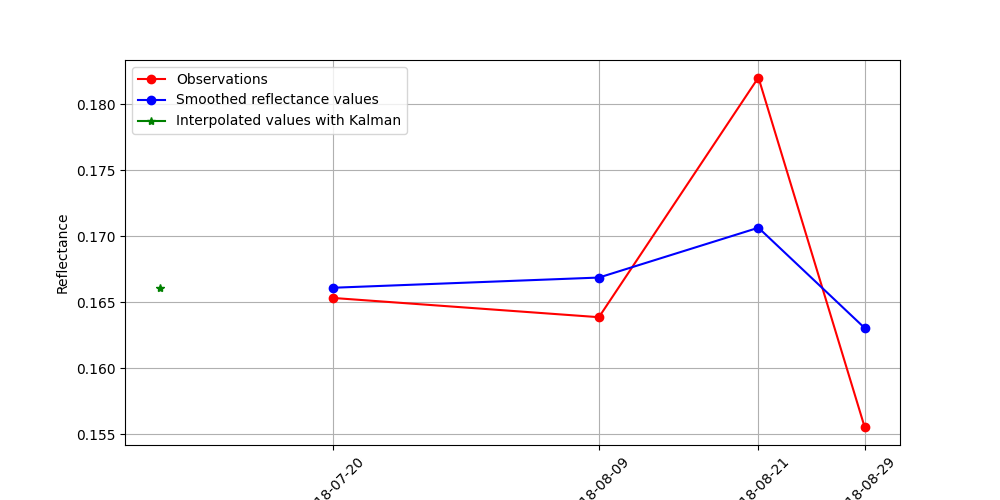 Observations
Smoothed reflectance values
Interpolated values with Kalman
Reflectance
0.180
0.175
0.170
0.165
0.160
0.155
18-07-20
18-08-09
18-08-21
18-08-29